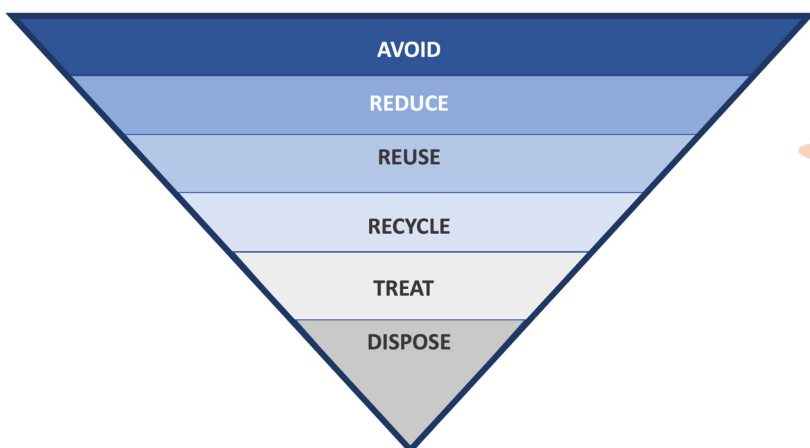 AVOID
REDUCE
REUSE
RECYCLE
TREAT
DISPOSE